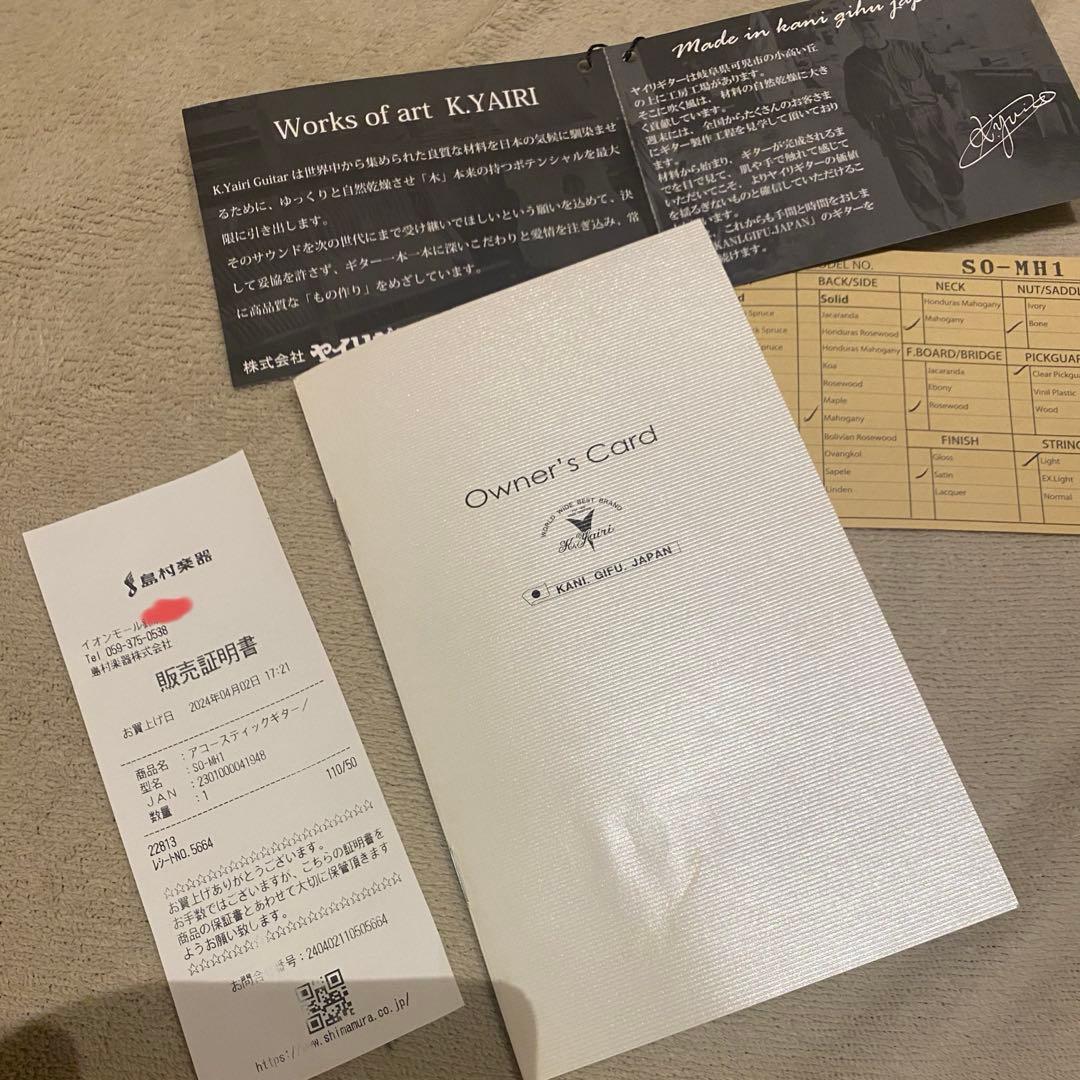 Works of art K.YAIRI
K.Yairi Guitar は世界中から集められた良質な材料を日本の気候に馴染ませ
るために、ゆっくりと自然乾燥させ「木」本来の持つポテンシャルを最大
限に引き出します。
そのサウンドを次の世代にまで受け継いでほしいという願いを込めて、決
して妥協を許さず、ギター一本一本に深いこだわりと愛情を注ぎ込み、常
に高品質な「もの作り」をめざしています。
株式会社 ヤイリギ
Made in kani gihu jap
ヤイリギターは岐阜県可児市の小高い丘
の上に工房工場があります。
そこに吹く風は、材料の自然乾燥に大き
く貢献しています。
週末には、全国からたくさんのお客さま
にギター製作工程を見学して頂いており
ます。
材料から始まり、ギターが完成されるま
でを目で見て、肌や手で触れて感じて
いただいてこそ、よりヤイリギターの価値
を揺るぎないものと確信していただけるこ
います。
これからも手間と時間をおしま
KANI.GIFU.JAPAN」のギターを
続けます。
K.Yairi
MODEL NO. SO-MH1
BACK/SIDE
Solid
Jacaranda
Honduras Rosewood
Honduras Mahogany
Koa
Rosewood
Maple
Mahogany
Bolivian Rosewood
Ovangkol
Sapele
Linden
Spruce
Spruce
Spruce
NECK
Honduras Mahogany
Mahogany
F.BOARD/BRIDGE
Jacaranda
Ebony
Rosewood
FINISH
Gloss
Satin
Lacquer
NUT/SADDL
Ivory
Bone
PICKGUAR
Clear Pickgu
Vinil Plastic
Wood
STRING
Light
EX.Light
Normal
Owner's Card
WORLD WIDE BEST BRAND
K.Yairi
KANI. GIFU. JAPAN
島村楽器
イオンモール
Tel 059-375-0538
島村楽器株式会社
販売証明書
お買上げ日 2024年04月02日 17:21
商品名 :アコースティックギター/
型名 :SO-MH1
JAN :2301000041948
数量 :1
110/50
22813
レシートNO.5664
☆☆☆☆☆☆☆☆☆☆☆☆☆☆☆☆☆☆☆☆
お買上げありがとうございます。
お手数ではございますが、こちらの証明書を
商品の保証書とあわせて大切に保管頂きます
ようお願い致します。
☆☆☆☆☆☆☆☆☆☆☆☆☆☆☆☆☆☆☆☆
お問合 番号:240402110505664
https://www.shimamura.co.jp/